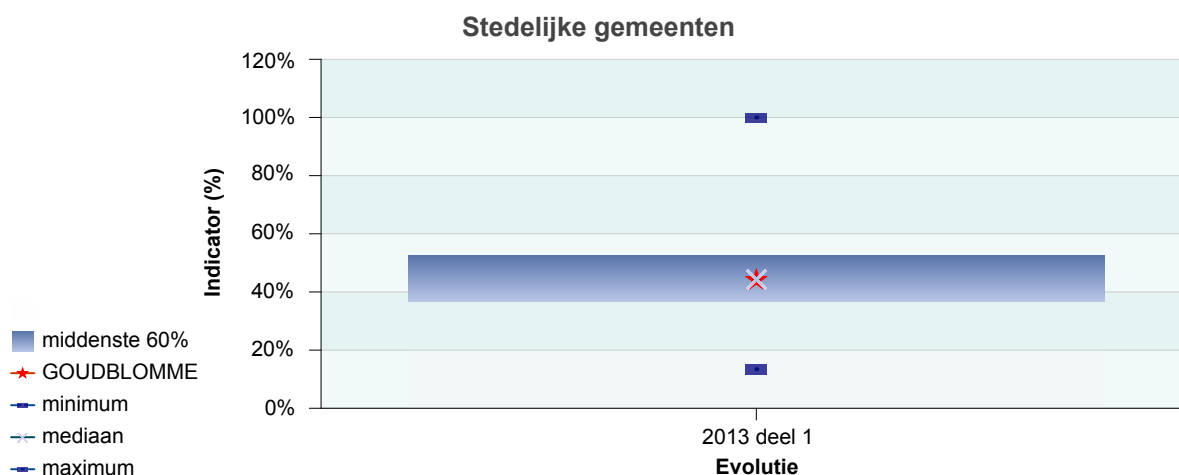 Stedelijke gemeenten
120%
100%
80%
60%
40%
20%
0%
Indicator (%)
2013 deel 1
Evolutie
middenste 60%
GOUDBLOMME
minimum
mediaan
maximum